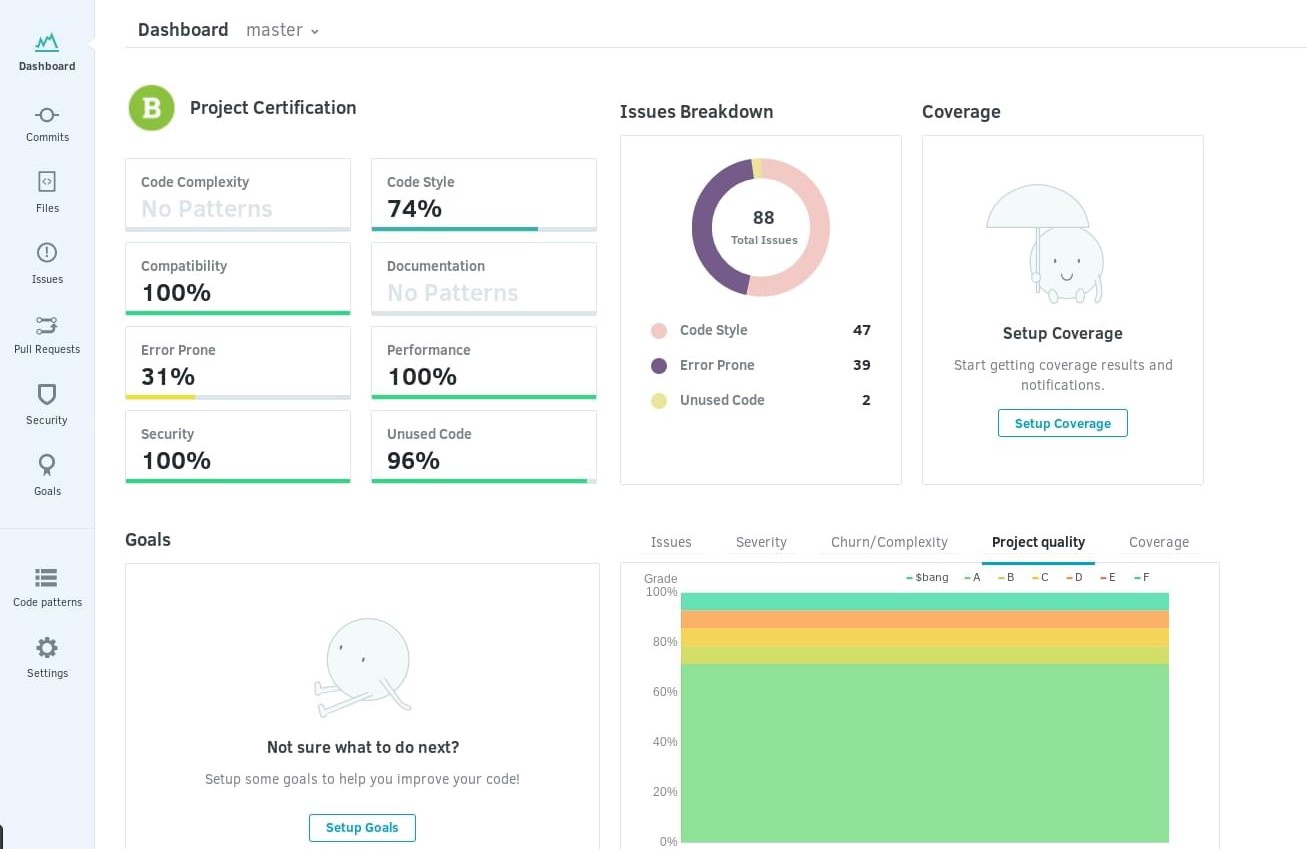 Dashboard master
Dashboard
Commits
Files
Issues
Pull Requests
Security
Goals
Code patterns
Settings
B Project Certification
Code Complexity
No Patterns
Code Style
74%
Compatibility
100%
Documentation
No Patterns
Error Prone
31%
Performance
100%
Security
100%
Unused Code
96%
Issues Breakdown
88
Total Issues
Code Style 47
Error Prone 39
Unused Code 2
Coverage
Setup Coverage
Start getting coverage results and
notifications.
Setup Coverage
Goals
Not sure what to do next?
Setup some goals to help you improve your code!
Setup Goals
Issues Severity Churn/Complexity Project quality Coverage
Grade $bang A B C D E F
100%
80%
60%
40%
20%
0%